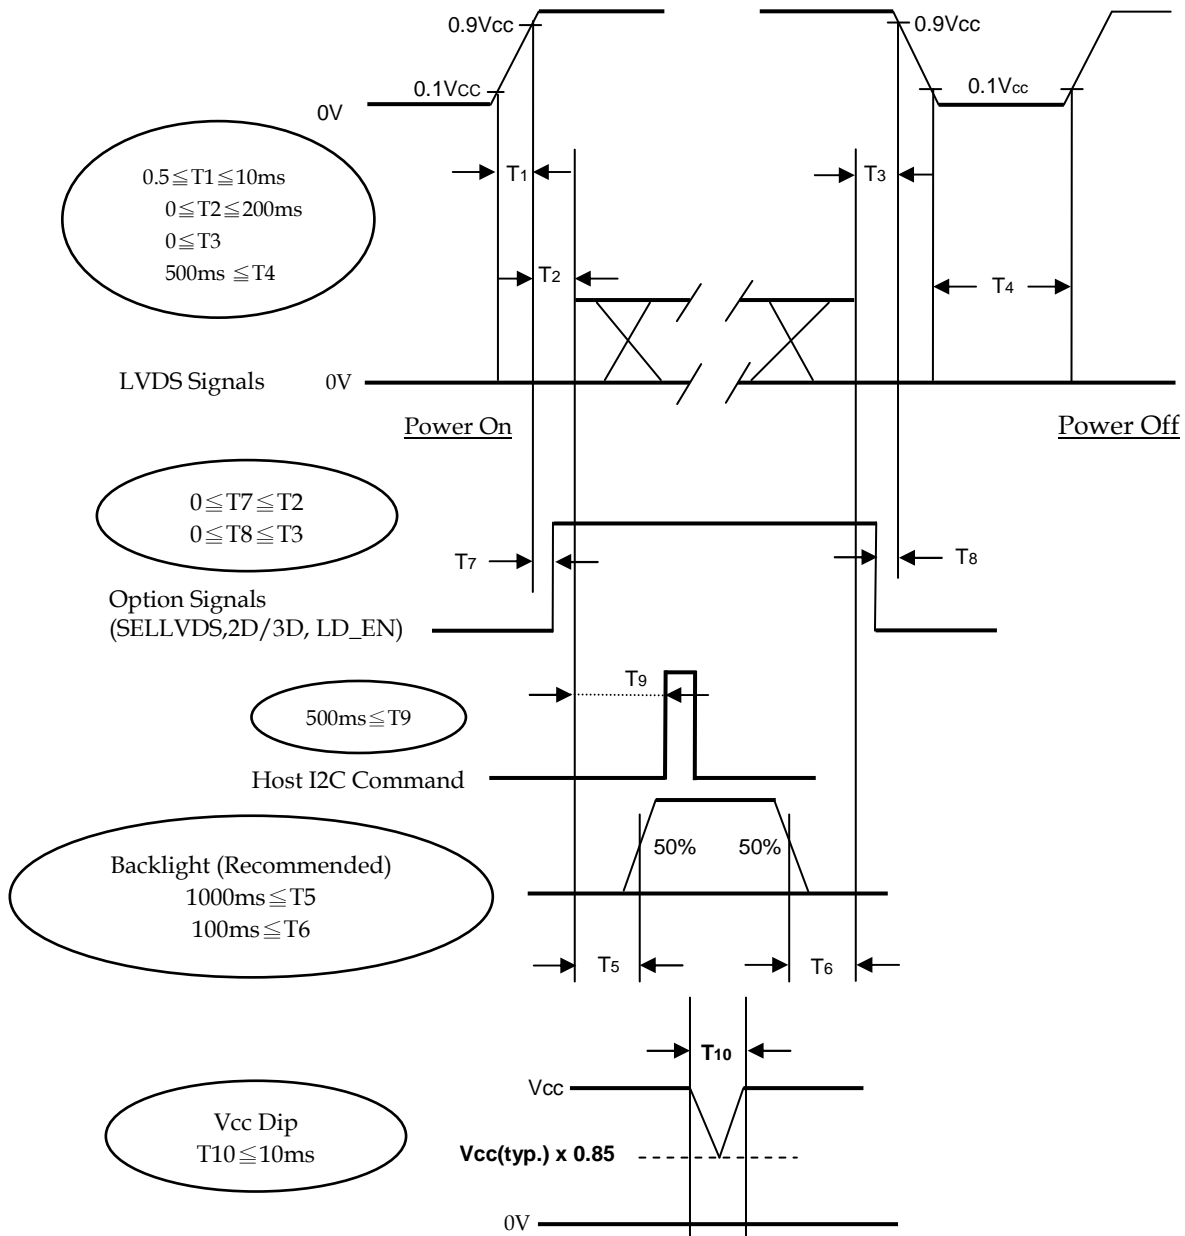 0.9Vcc
0.9Vcc
0.1Vcc
0.1Vcc
0V
T1
T3
0.5≦T1≦10ms
0≦T2≦200ms
0≦T3
500ms ≦T4
T2
T4
LVDS Signals
0V
Power On
Power Off
0≦T7≦T2
0≦T8≦T3
T7
T8
Option Signals
(SELLVDS,2D/3D, LD_EN)
T9
500ms≦T9
Host I2C Command
50%
50%
Backlight (Recommended)
1000ms≦T5
100ms≦T6
T5
T6
T10
Vcc
Vcc Dip
T10≦10ms
Vcc(typ.) x 0.85
0V